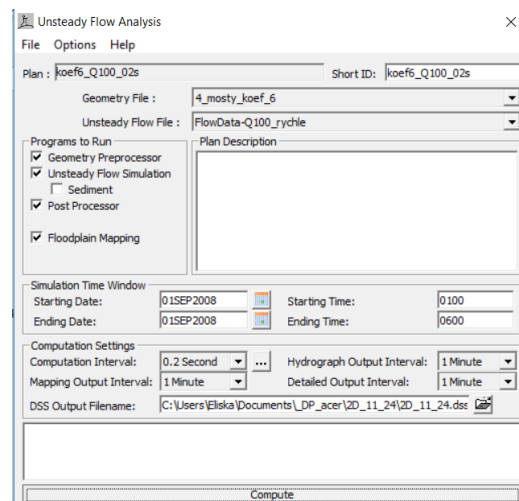 Unsteady Flow Analysis
File Options Help
Plan : koef6_Q100_02s Short ID: koef6_Q100_02s
Geometry File : 4_mosty_koef_6
Unsteady Flow File : FlowData-Q100_rychle
Programs to Run Plan Description
Geometry Preprocessor
Unsteady Flow Simulation
Sediment
Post Processor
Floodplain Mapping
Simulation Time Window
Starting Date: 01SEP2008 Starting Time: 0100
Ending Date: 01SEP2008 Ending Time: 0600
Computation Settings
Computation Interval: 0.2 Second ... Hydrograph Output Interval: 1 Minute
Mapping Output Interval: 1 Minute Detailed Output Interval: 1 Minute
DSS Output Filename: C:\Users\Eliska\Documents\_DP_acer\2D_11_24\2D_11_24.dss
Compute